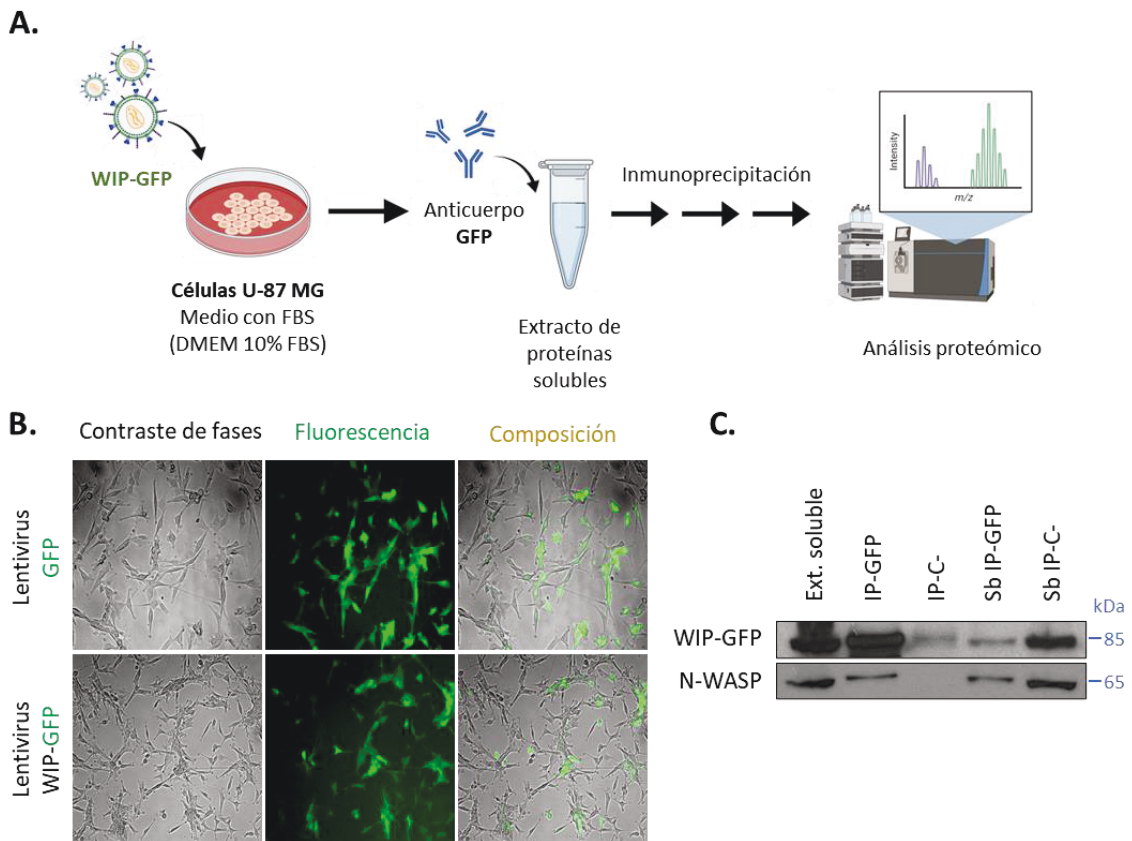 A.
WIP-GFP
Células U-87 MG
Medio con FBS
(DMEM 10% FBS)
Anticuerpo
GFP
Extracto de
proteínas
solubles
Inmunoprecipitación
Intensity
m/z
Análisis proteómico
B.
Contraste de fases
Fluorescencia
Composición
Lentivirus
GFP
Lentivirus
WIP-GFP
C.
Ext. soluble
IP-GFP
IP-C-
Sb IP-GFP
Sb IP-C-
kDa
WIP-GFP
85
N-WASP
65